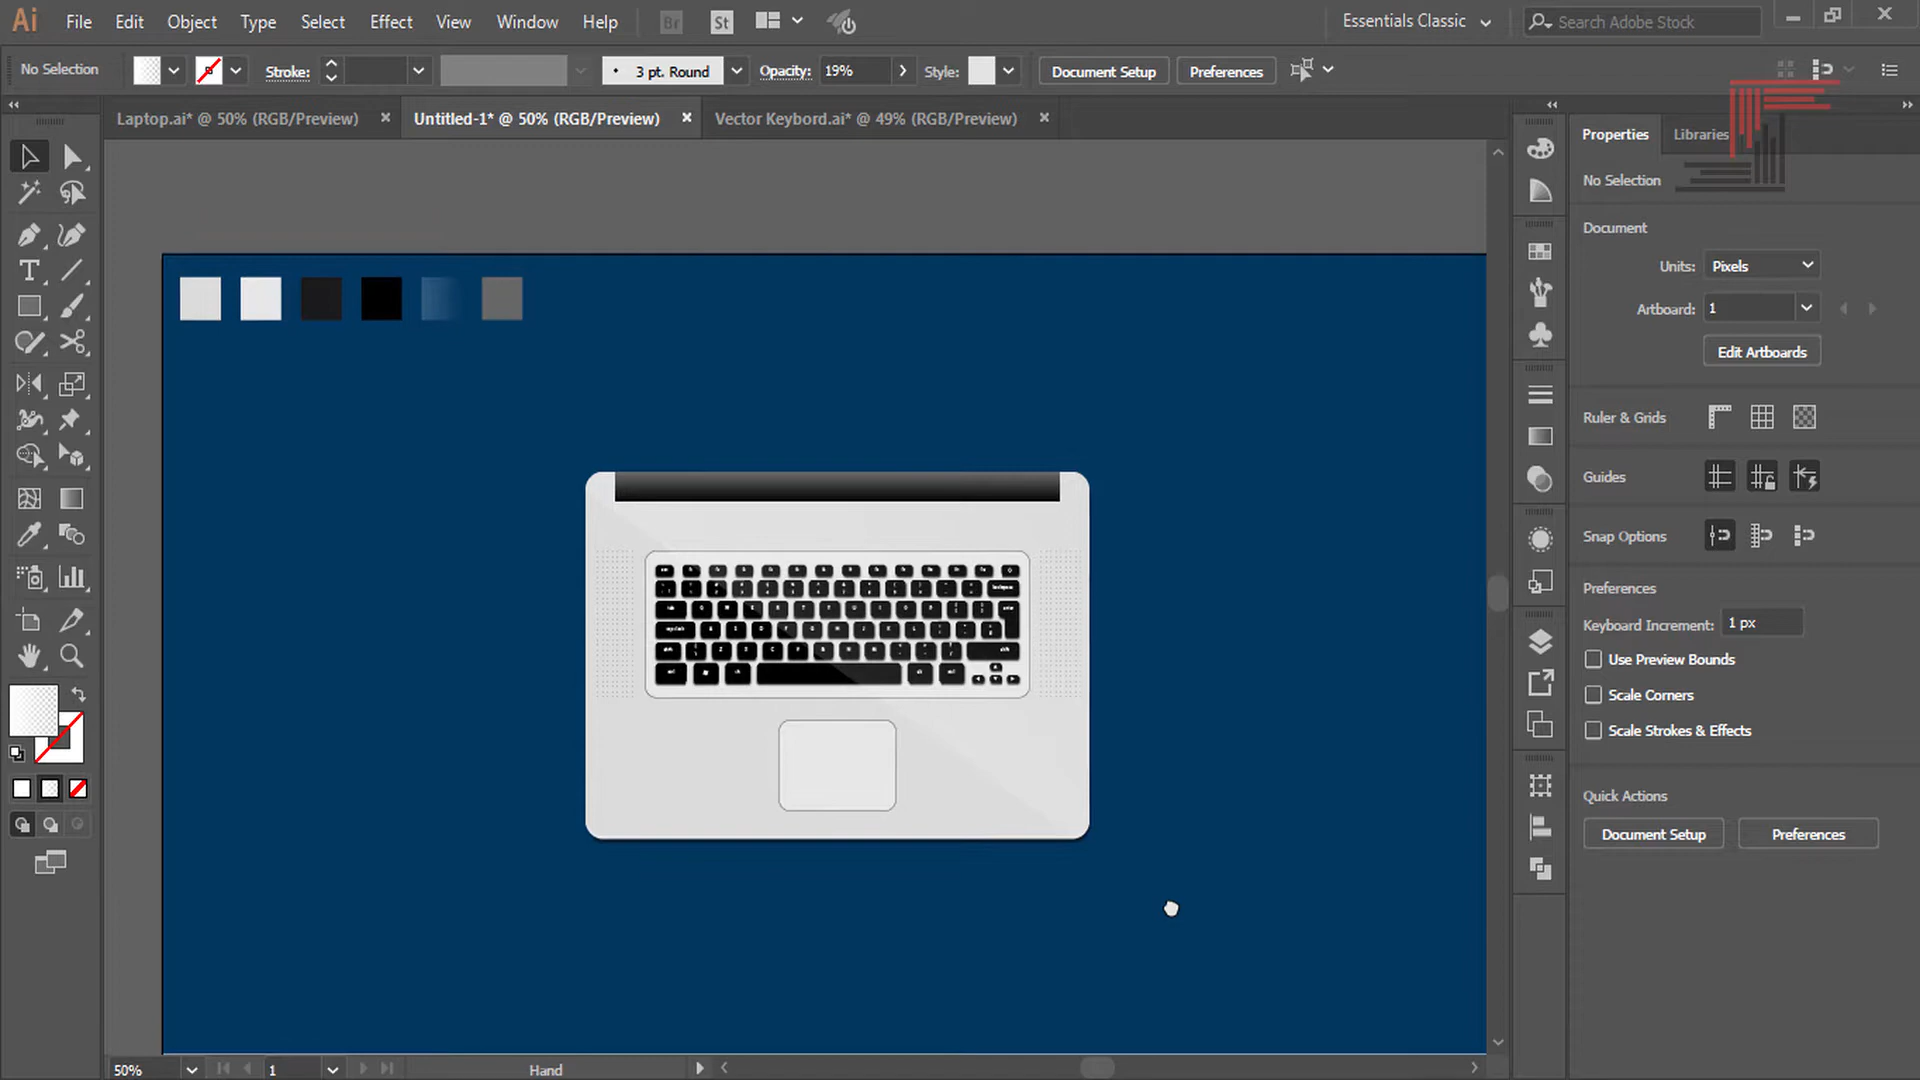 Ai File Edit Object Type Select Effect View Window Help Br St Essentials Classic Search Adobe Stock
No Selection Stroke: 3 pt. Round Opacity: 19% Style: Document Setup Preferences
Laptop.ai* @ 50% (RGB/Preview) Untitled-1* @ 50% (RGB/Preview) Vector Keybord.ai* @ 49% (RGB/Preview)
Properties Libraries
No Selection
Document
Units: Pixels
Artboard: 1
Edit Artboards
Ruler & Grids
Guides
Snap Options
Preferences
Keyboard Increment: 1 px
Use Preview Bounds
Scale Corners
Scale Strokes & Effects
Quick Actions
Document Setup Preferences
50% 1 Hand